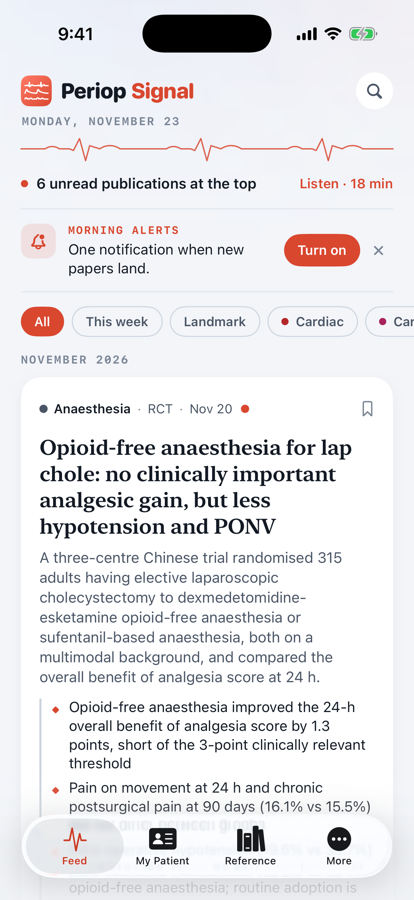 9:41
Periop Signal
MONDAY, NOVEMBER 23
6 unread publications at the top
Listen · 18 min
MORNING ALERTS
One notification when new
papers land.
Turn on
All
This week
Landmark
Cardiac
Car
NOVEMBER 2026
Anaesthesia · RCT · Nov 20
Opioid-free anaesthesia for lap
chole: no clinically important
analgesic gain, but less
hypotension and PONV
A three-centre Chinese trial randomised 315
adults having elective laparoscopic
cholecystectomy to dexmedetomidine-
esketamine opioid-free anaesthesia or
sufentanil-based anaesthesia, both on a
multimodal background, and compared the
overall benefit of analgesia score at 24 h.
Opioid-free anaesthesia improved the 24-h
overall benefit of analgesia score by 1.3
points, short of the 3-point clinically relevant
threshold
Pain on movement at 24 h and chronic
postsurgical pain at 90 days (16.1% vs 15.5%)
Feed
My Patient
Reference
More
opioid-free anaesthesia; routine adoption is